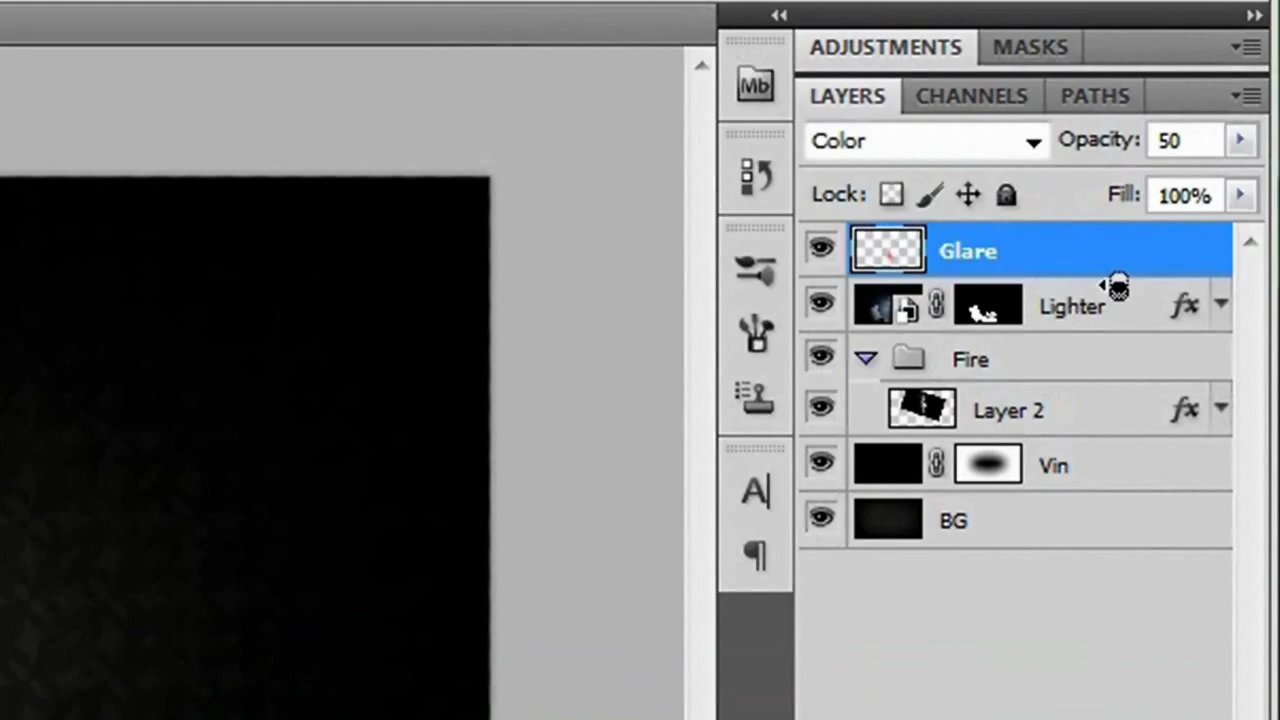 Mb
ADJUSTMENTS MASKS
LAYERS CHANNELS PATHS
Color Opacity: 50
Lock: Fill: 100%
Glare
Lighter fx
Fire
Layer 2 fx
Vin
BG
A
¶